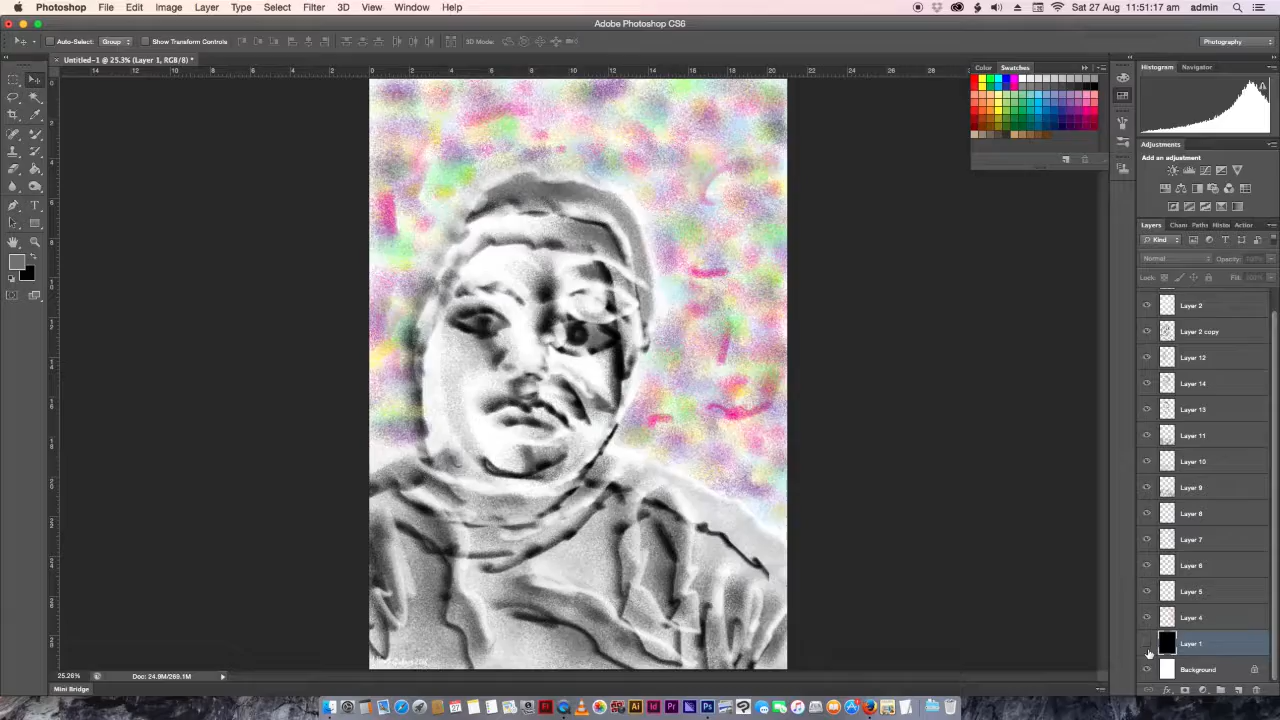 Photoshop File Edit Image Layer Type Select Filter 3D View Window Help Sat 27 Aug 11:51:17 am admin
Adobe Photoshop CS6
Auto-Select: Group Show Transform Controls 3D Mode: Photography
Untitled-1 @ 25.3% (Layer 1, RGB/8) *
Color Swatches
Histogram Navigator
Adjustments
Add an adjustment
Layers Chann Paths Histo Action
Kind
Normal Opacity:
Lock: Fill:
Layer 2
Layer 2 copy
Layer 12
Layer 14
Layer 13
Layer 11
Layer 10
Layer 9
Layer 8
Layer 7
Layer 6
Layer 5
Layer 4
Layer 1
Background
25.26% Doc: 24.9M/269.1M
Mini Bridge